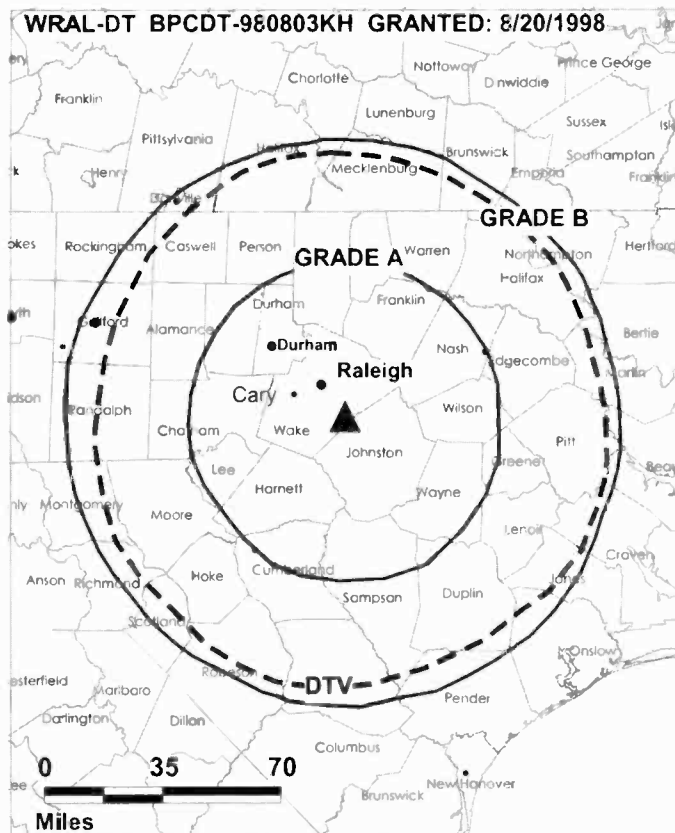 WRAL-DT BPCDT-980803KH GRANTED: 8/20/1998
Nottoway
Prince George
Charlotte
Dinwiddie
Franklin
Lunenburg
Sussex
Pittsylvania
Halifax
Brunswick
Southampton
Henry
Mecklenburg
Emporia
Franklin
Danville
GRADE B
Rockingham
Caswell
Person
Warren
Northampton
Hertford
GRADE A
Halifax
Durham
Franklin
Guilford
Alamance
Bertie
Durham
Nash
Edgecombe
Raleigh
Martin
Cary
Randolph
Wilson
Chatham
Wake
Pitt
Johnston
Lee
Greene
Harnett
Wayne
Montgomery
Moore
Lenoir
Craven
Anson
Richmond
Hoke
Cumberland
Jones
Sampson
Duplin
Scotland
Onslow
Robeson
DTV
Marlboro
Pender
Darlington
Dillon
Columbus
0 35 70
New Hanover
Brunswick
Miles